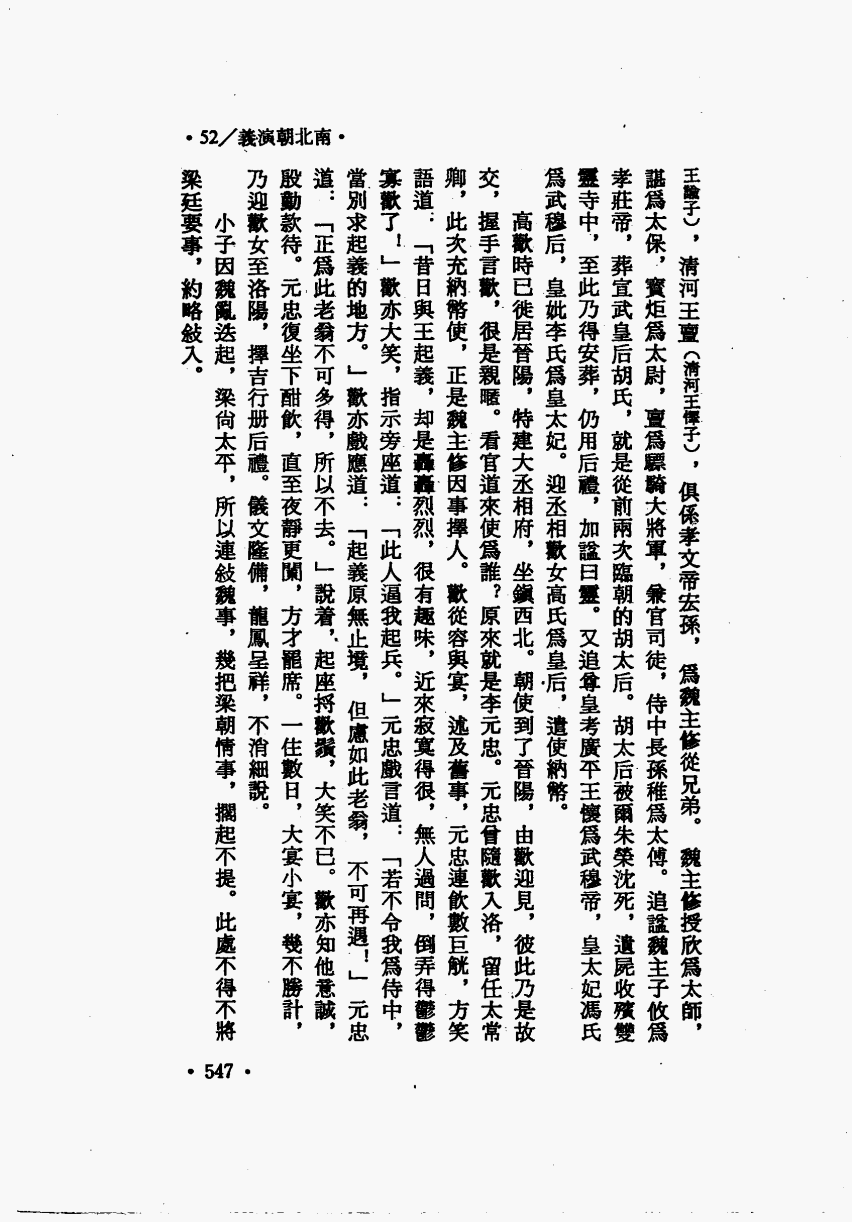 •52／義演朝北南•
王諭子），清河王亶（清河王懌子），俱係孝文帝宏孫，爲魏主修從兄弟。魏主修授欣爲太師，
諶爲太保，寶炬爲太尉，亶爲驃騎大將軍，兼官司徒，侍中長孫稚爲太傅。追諡魏主子攸爲
孝莊帝，葬宣武皇后胡氏，就是從前兩次臨朝的胡太后。胡太后被爾朱榮沈死，遺屍收殯雙
靈寺中，至此乃得安葬，仍用后禮，加諡曰靈。又追尊皇考廣平王懷爲武穆帝，皇太妃馮氏
爲武穆后，皇妣李氏爲皇太妃。迎丞相歡女高氏爲皇后，遣使納幣。
高歡時已徙居晉陽，特建大丞相府，坐鎭西北。朝使到了晉陽，由歡迎見，彼此乃是故
交，握手言歡，很是親暱。看官道來使爲誰？原來就是李元忠。元忠曾隨歡入洛，留任太常
卿，此次充納幣使，正是魏主修因事擇人。歡從容與宴，述及舊事，元忠連飲數巨觥，方笑
語道：「昔日與王起義，却是轟轟烈烈，很有趣味，近來寂寞得很，無人過問，倒弄得鬱鬱
寡歡了！」歡亦大笑，指示旁座道：「此人逼我起兵。」元忠戲言道：「若不令我爲侍中，
當別求起義的地方。」歡亦戲應道：「起義原無止境，但慮如此老翁，不可再遇！」元忠
道：「正爲此老翁不可多得，所以不去。」說着，起座捋歡鬚，大笑不已。歡亦知他意誠，
殷勤款待。元忠復坐下酣飲，直至夜靜更闌，方才罷席。一住數日，大宴小宴，幾不勝計，
乃迎歡女至洛陽，擇吉行册后禮。儀文隆備，龍鳳呈祥，不消細說。
小子因魏亂迭起，梁尙太平，所以連敍魏事，幾把梁朝情事，擱起不提。此處不得不將
梁廷要事，約略敍入。
•547•